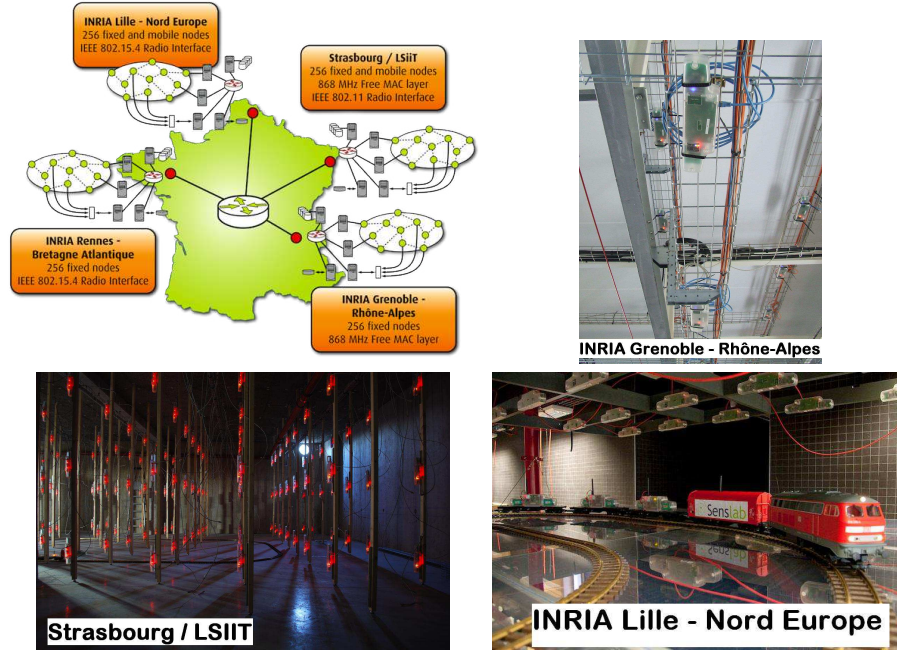 INRIA Lille - Nord Europe
256 fixed and mobile nodes
IEEE 802.15.4 Radio Interface
Strasbourg / LSiiT
256 fixed and mobile nodes
868 MHz Free MAC layer
IEEE 802.11 Radio Interface
INRIA Rennes -
Bretagne Atlantique
256 fixed nodes
IEEE 802.15.4 Radio Interface
INRIA Grenoble -
Rhône-Alpes
256 fixed nodes
868 MHz Free MAC layer
INRIA Grenoble - Rhône-Alpes
Strasbourg / LSIIT
Senslab
INRIA Lille - Nord Europe